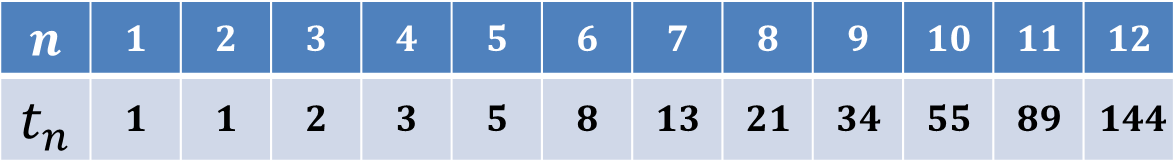 n 1 2 3 4 5 6 7 8 9 10 11 12
tₙ 1 1 2 3 5 8 13 21 34 55 89 144